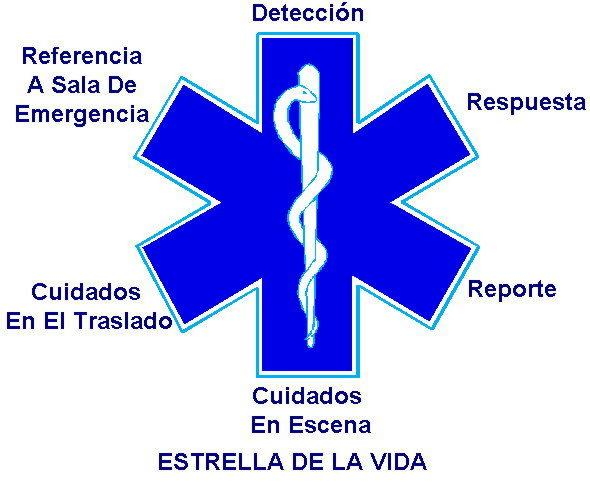 Detección
Referencia
A Sala De
Emergencia
Respuesta
Reporte
Cuidados
En El Traslado
Cuidados
En Escena
ESTRELLA DE LA VIDA